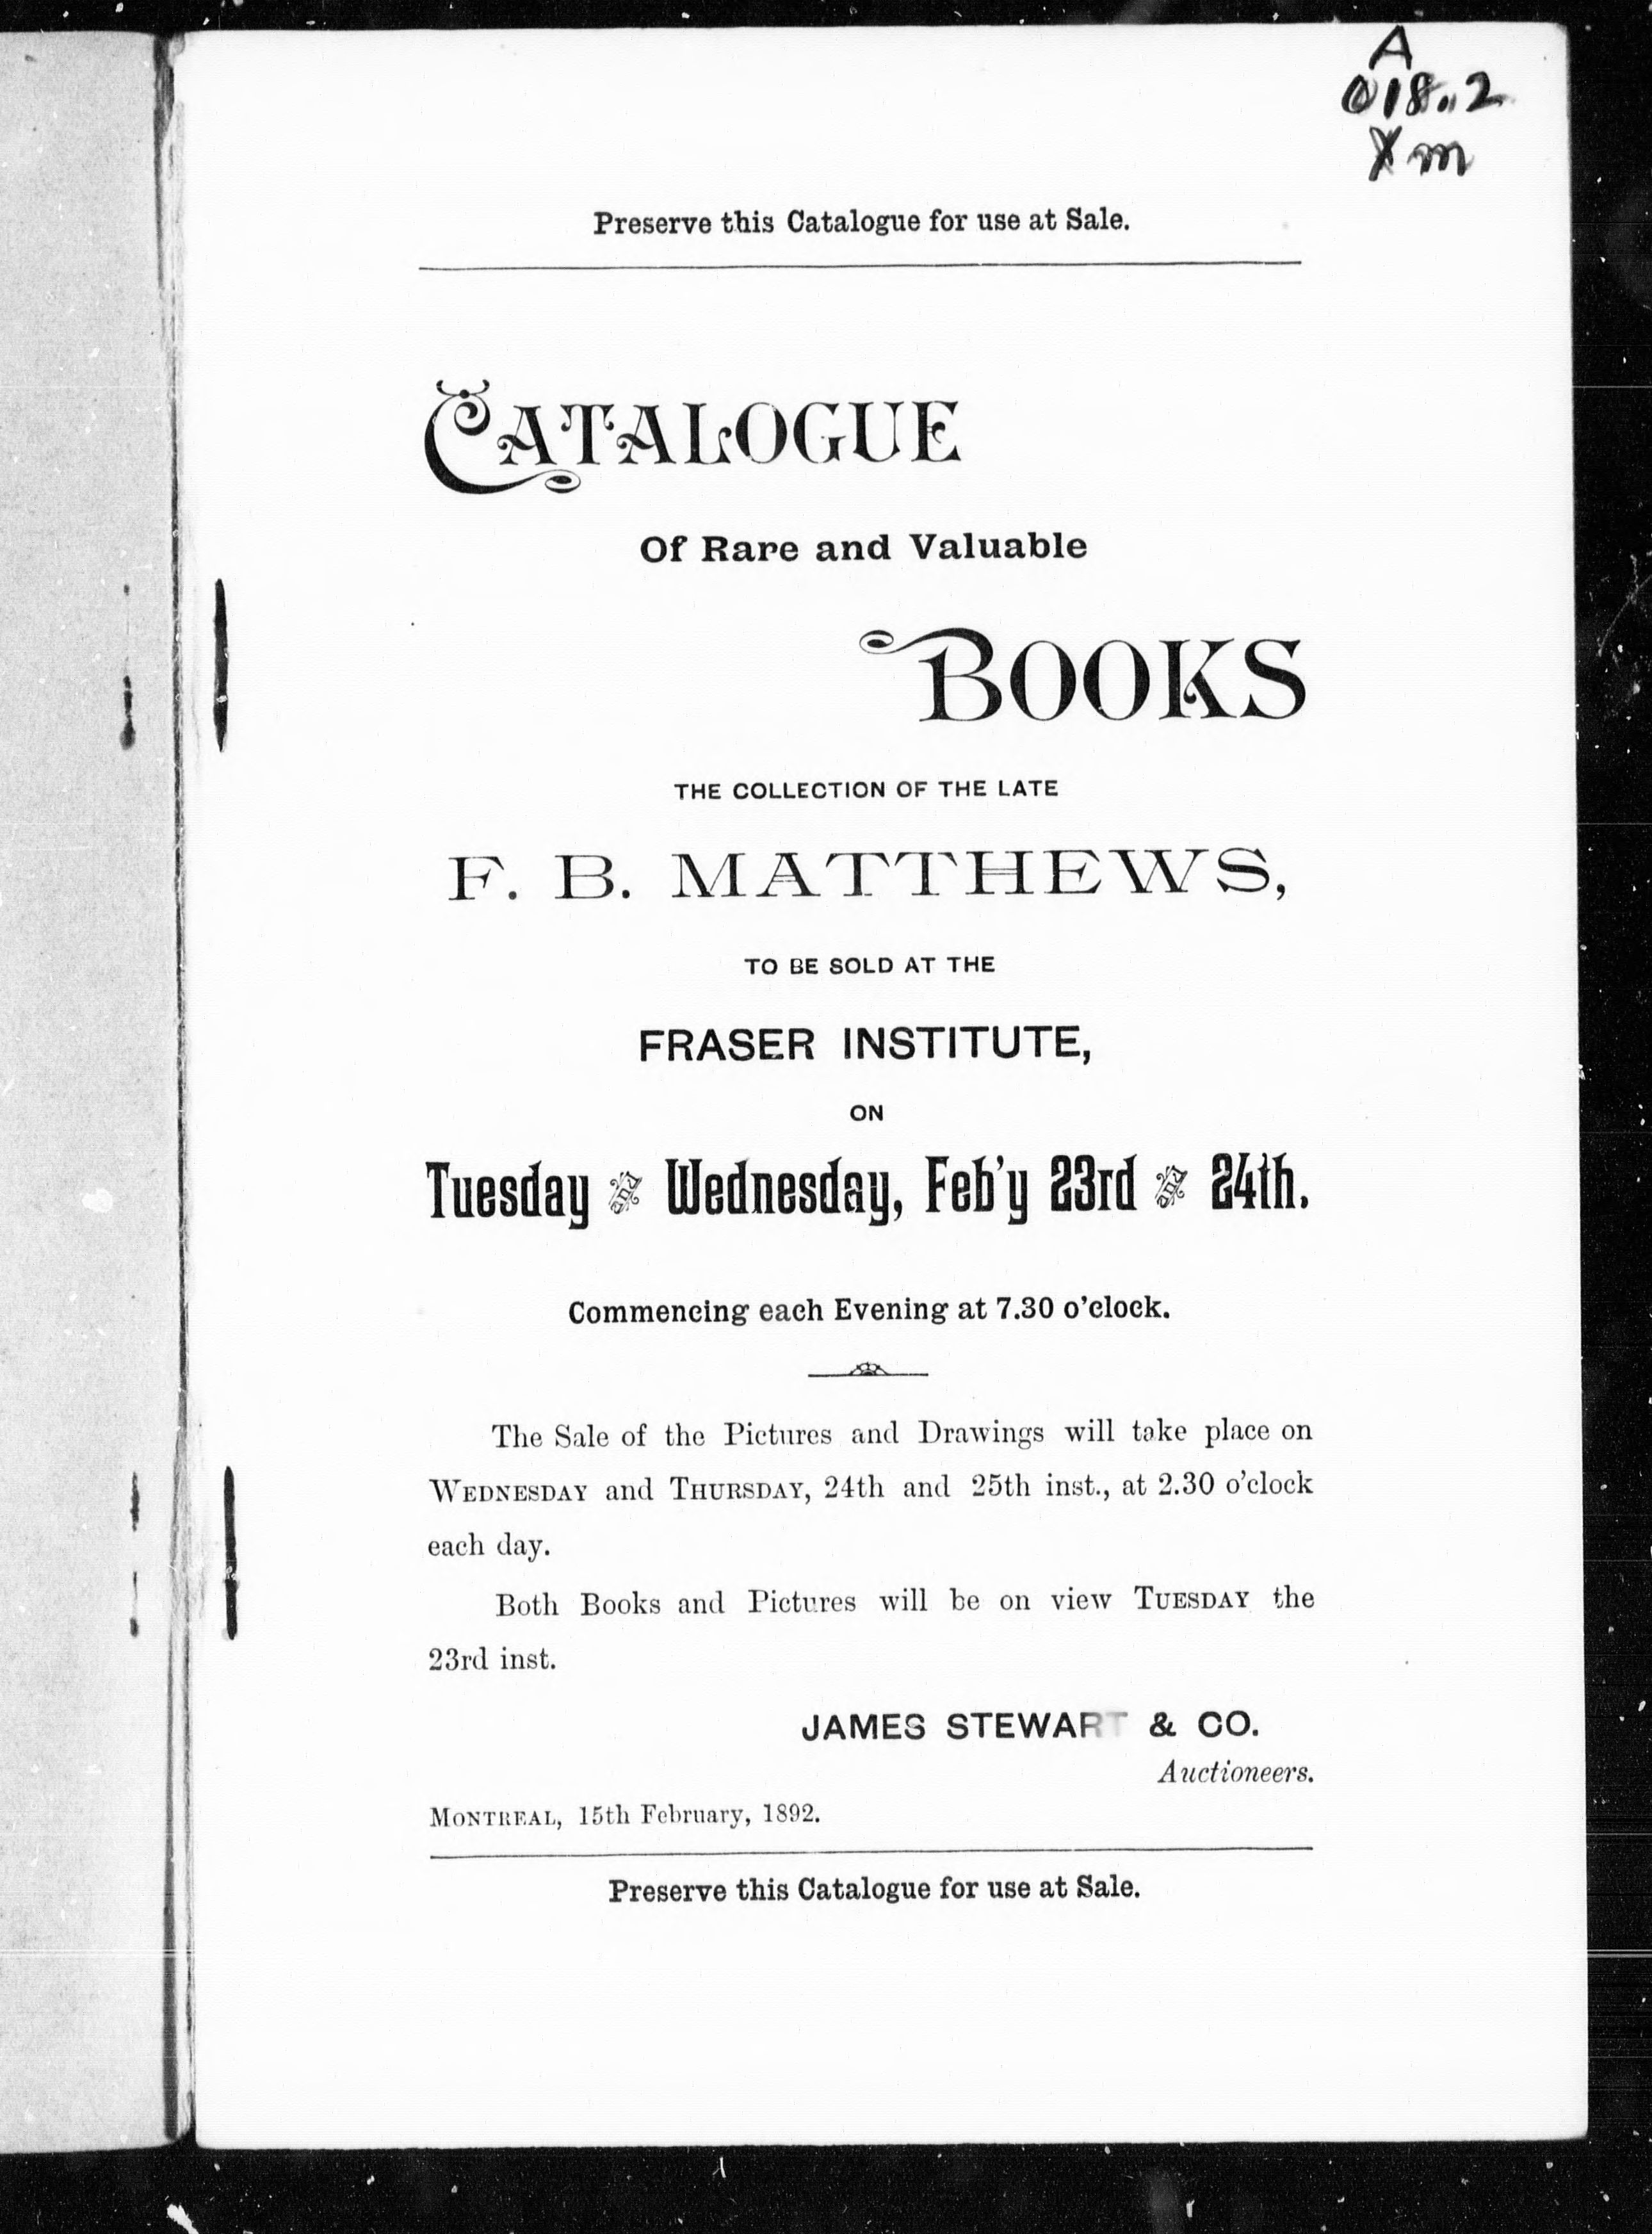 A
018.2
Xm
Preserve this Catalogue for use at Sale.
CATALOGUE
Of Rare and Valuable
BOOKS
THE COLLECTION OF THE LATE
F. B. MATTHEWS,
TO BE SOLD AT THE
FRASER INSTITUTE,
ON
Tuesday and Wednesday, Feb'y 23rd and 24th.
Commencing each Evening at 7.30 o'clock.
The Sale of the Pictures and Drawings will take place on
WEDNESDAY and THURSDAY, 24th and 25th inst., at 2.30 o'clock
each day.
Both Books and Pictures will be on view TUESDAY the
23rd inst.
JAMES STEWART & CO.
Auctioneers.
MONTREAL, 15th February, 1892.
Preserve this Catalogue for use at Sale.